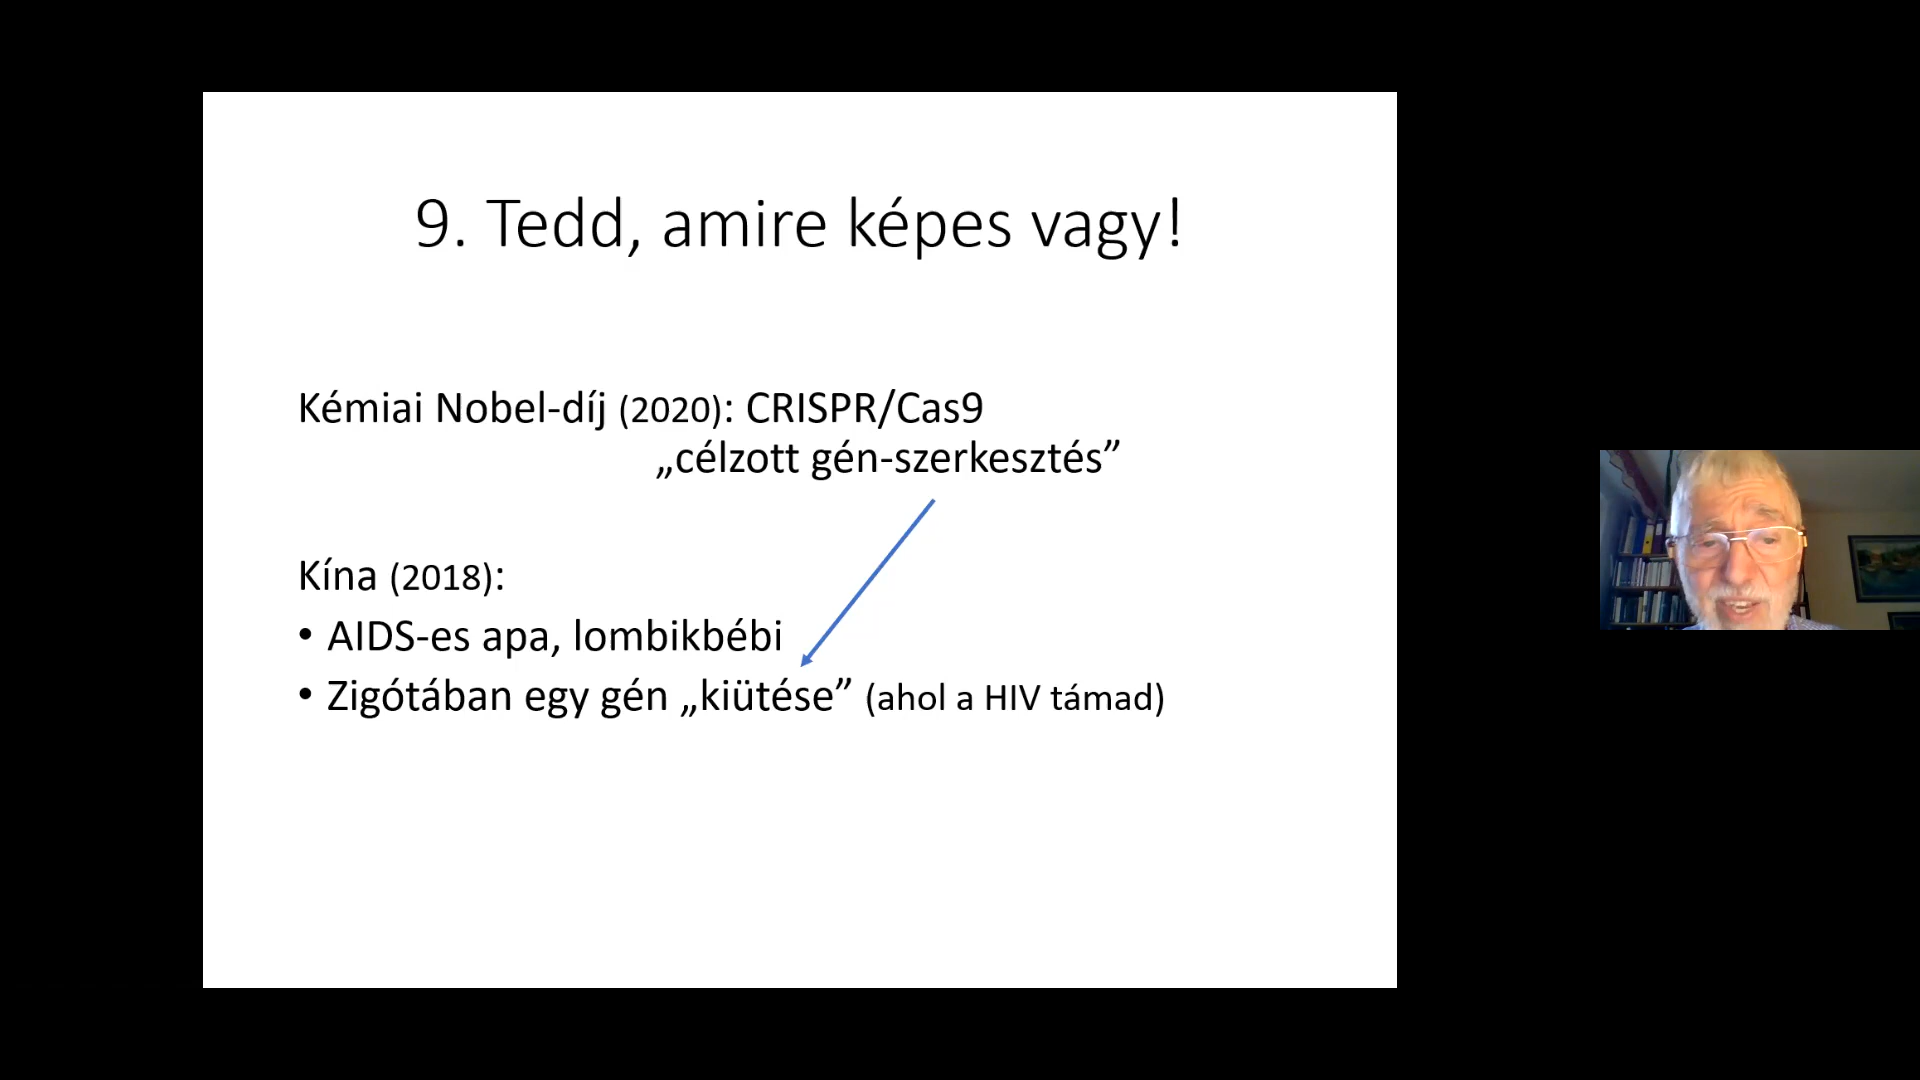 9. Tedd, amire képes vagy!
Kémiai Nobel-díj (2020): CRISPR/Cas9
„célzott gén-szerkesztés”
Kína (2018):
• AIDS-es apa, lombikbébi
• Zigótában egy gén „kiütése” (ahol a HIV támad)